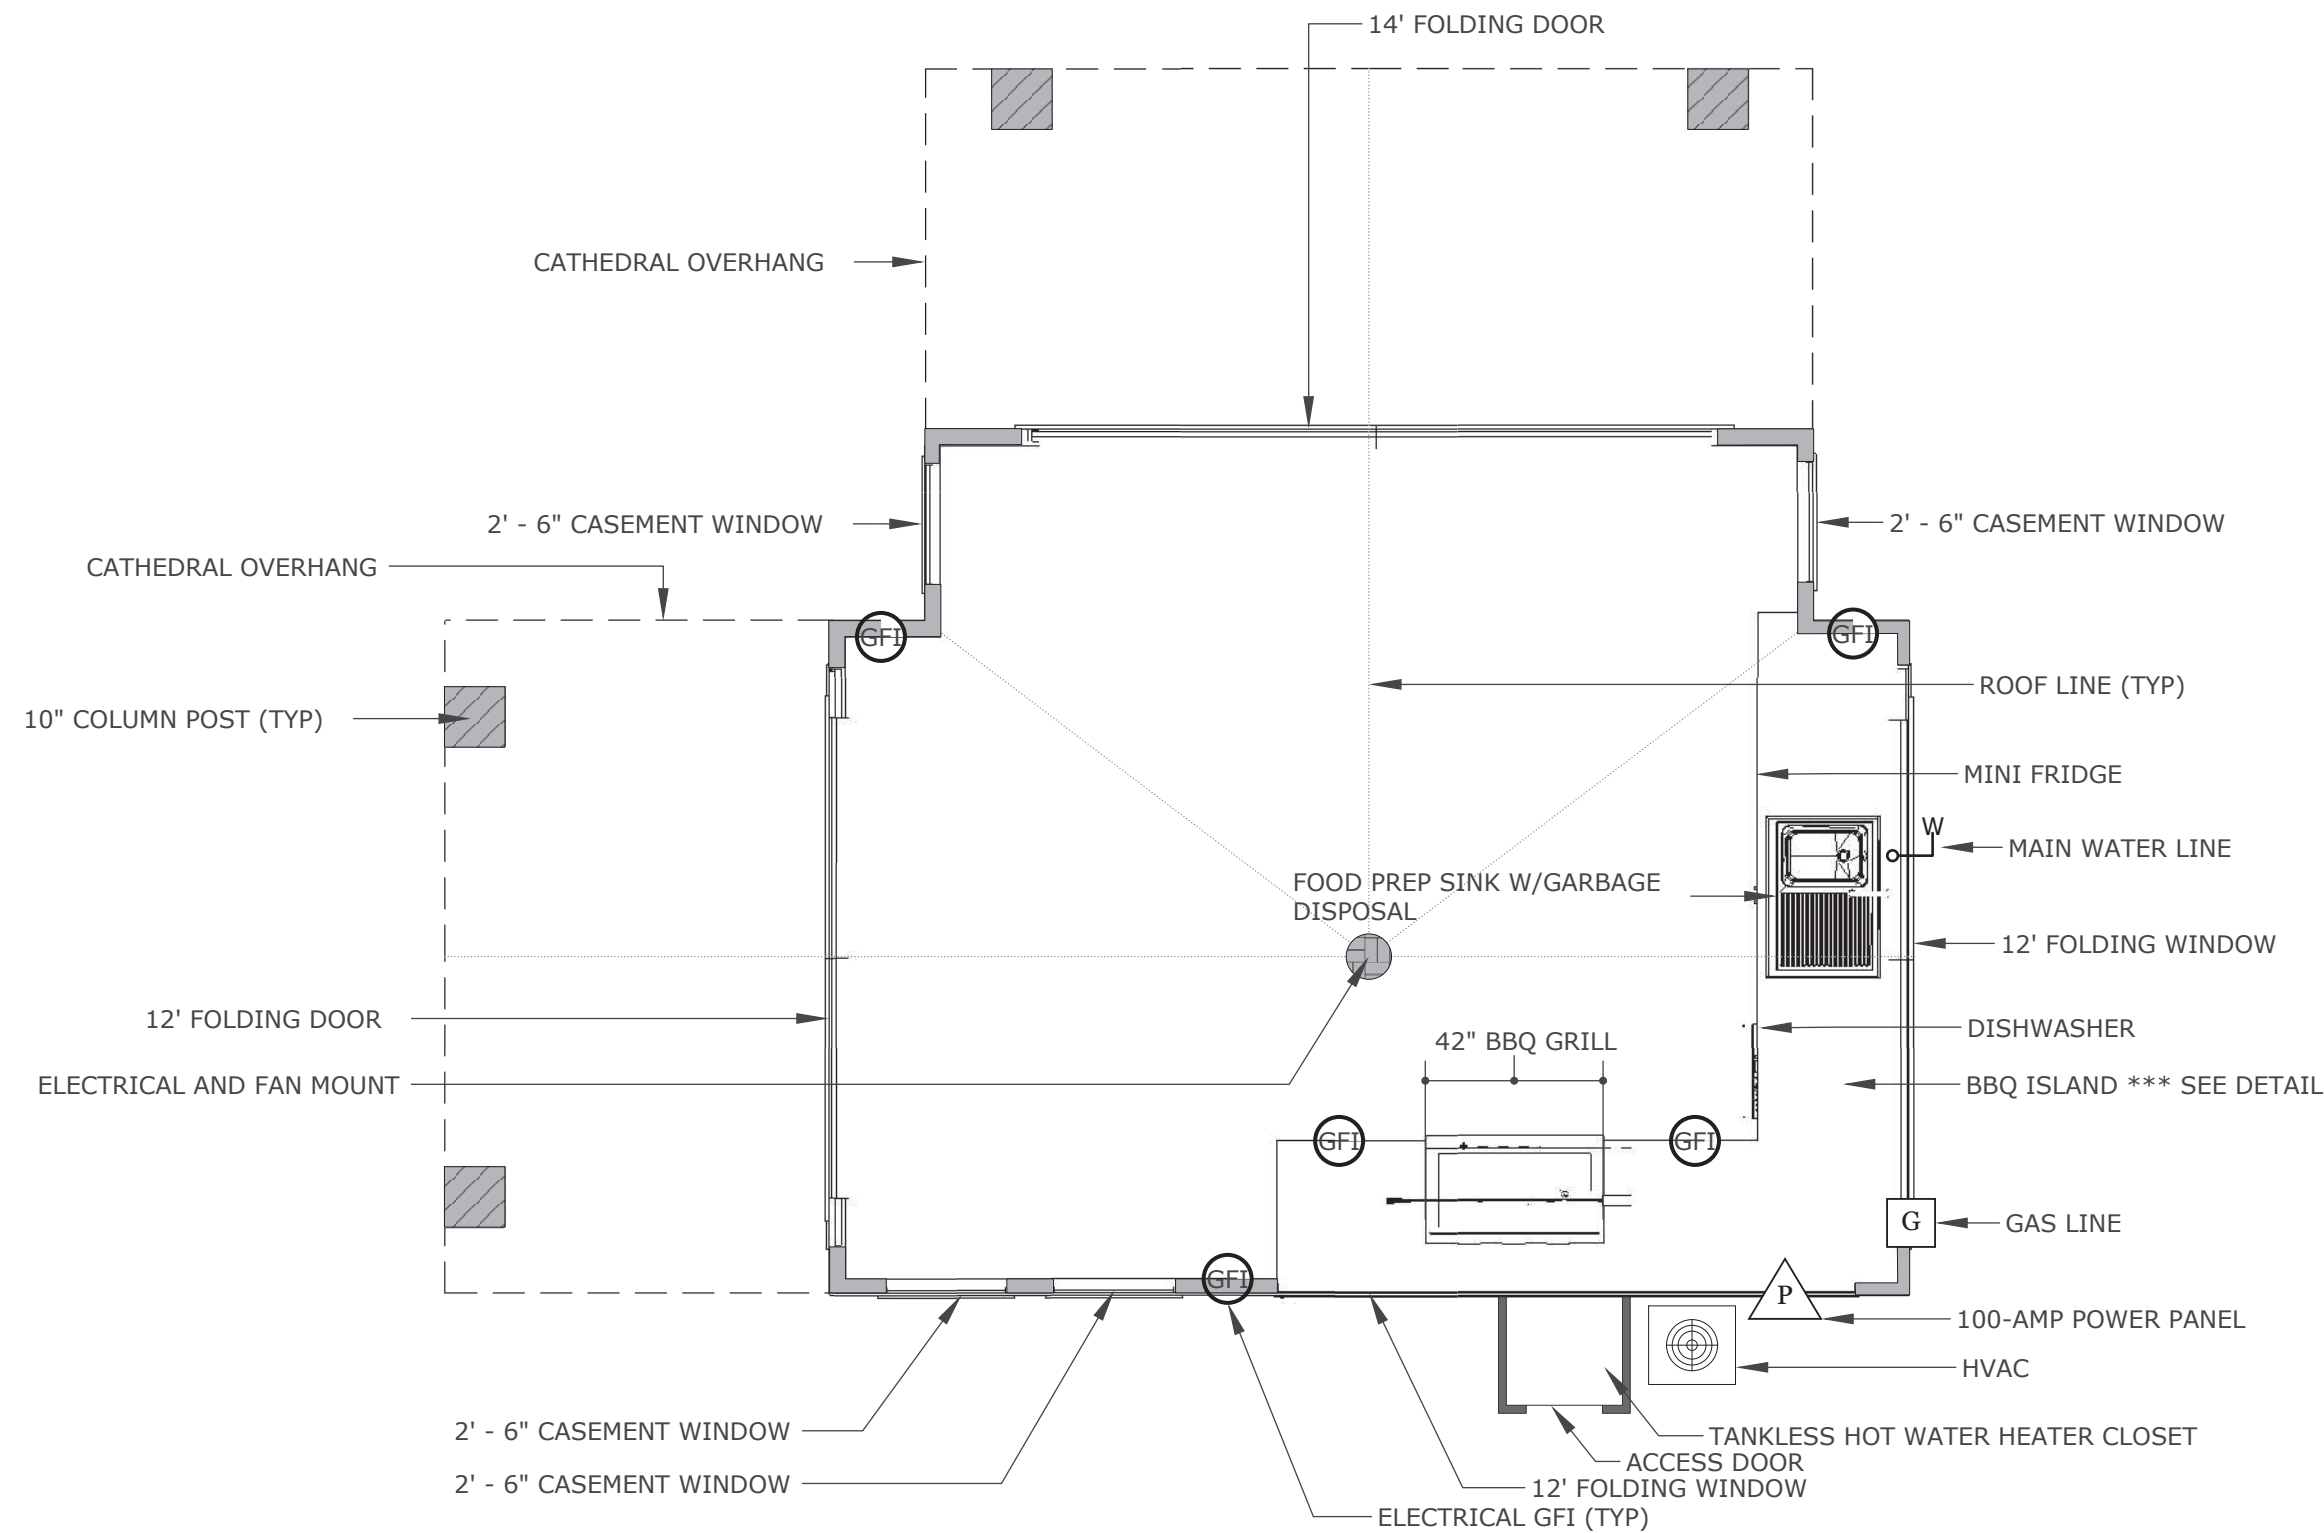 14' FOLDING DOOR
CATHEDRAL OVERHANG
2' - 6" CASEMENT WINDOW
2' - 6" CASEMENT WINDOW
CATHEDRAL OVERHANG
GFI
GFI
ROOF LINE (TYP)
10" COLUMN POST (TYP)
MINI FRIDGE
W
MAIN WATER LINE
FOOD PREP SINK W/GARBAGE
DISPOSAL
12' FOLDING WINDOW
12' FOLDING DOOR
DISHWASHER
42" BBQ GRILL
ELECTRICAL AND FAN MOUNT
BBQ ISLAND *** SEE DETAIL
GFI
GFI
G
GAS LINE
GFI
P
100-AMP POWER PANEL
HVAC
2' - 6" CASEMENT WINDOW
TANKLESS HOT WATER HEATER CLOSET
ACCESS DOOR
2' - 6" CASEMENT WINDOW
12' FOLDING WINDOW
ELECTRICAL GFI (TYP)